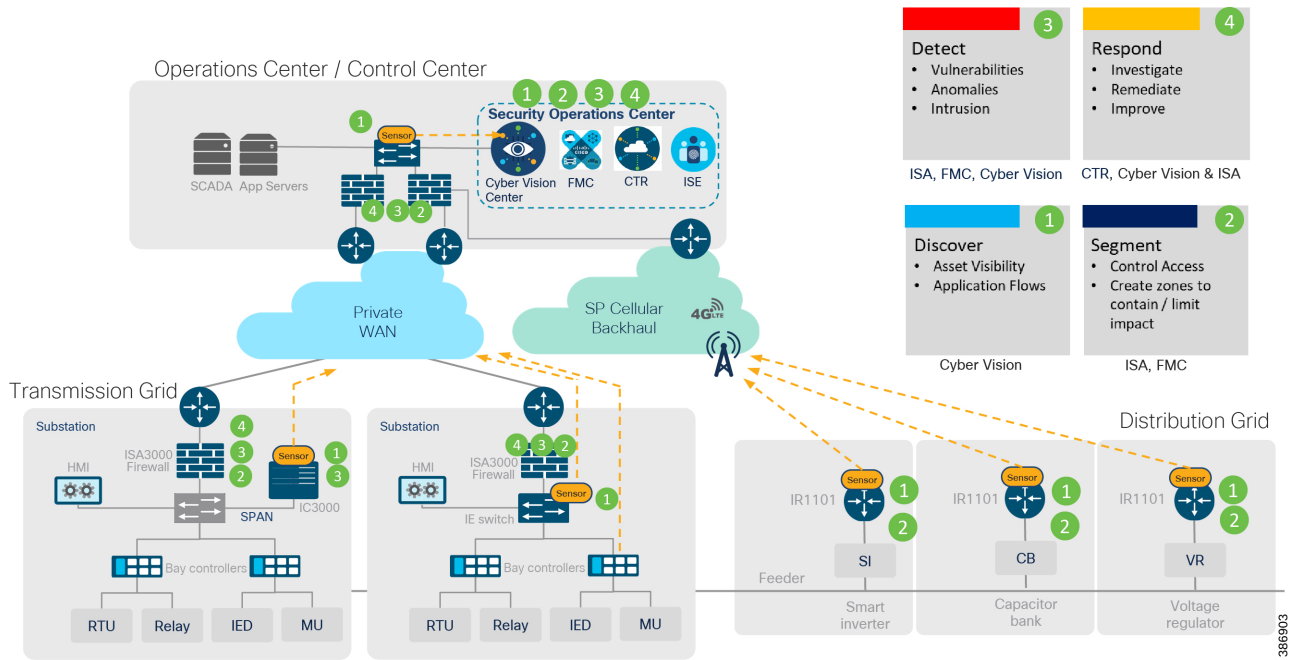 Operations Center / Control Center
1 2 3 4
Security Operations Center
1
Sensor
SCADA App Servers
Cyber Vision
Center
FMC
CTR
ISE
4 3 2
3
Detect
• Vulnerabilities
• Anomalies
• Intrusion
ISA, FMC, Cyber Vision
4
Respond
• Investigate
• Remediate
• Improve
CTR, Cyber Vision & ISA
1
Discover
• Asset Visibility
• Application Flows
Cyber Vision
2
Segment
• Control Access
• Create zones to
contain / limit
impact
ISA, FMC
Private
WAN
SP Cellular
Backhaul
4G LTE
Transmission Grid
Substation
HMI
ISA3000
Firewall
4
3
2
Sensor
1
3
IC3000
SPAN
Bay controllers
RTU
Relay
IED
MU
Substation
HMI
ISA3000
Firewall
4 3 2
Sensor
1
IE switch
Bay controllers
RTU
Relay
IED
MU
Distribution Grid
Sensor
IR1101
1
2
SI
Smart
inverter
Sensor
IR1101
1
2
CB
Capacitor
bank
Sensor
IR1101
1
2
VR
Voltage
regulator
Feeder
386903